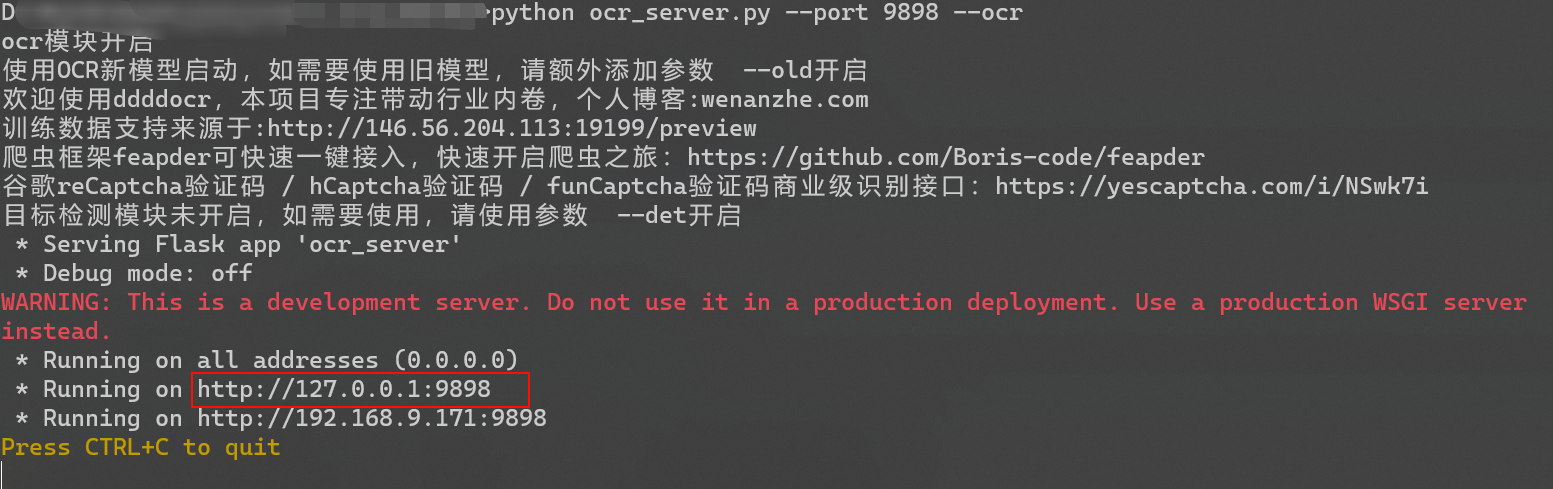 D >python ocr_server.py --port 9898 --ocr
ocr模块开启
使用OCR新模型启动，如需要使用旧模型，请额外添加参数  --old开启
欢迎使用ddddocr，本项目专注带动行业内卷，个人博客:wenanzhe.com
训练数据支持来源于:http://146.56.204.113:19199/preview
爬虫框架feapder可快速一键接入，快速开启爬虫之旅：https://github.com/Boris-code/feapder
谷歌reCaptcha验证码 / hCaptcha验证码 / funCaptcha验证码商业级识别接口：https://yescaptcha.com/i/NSwk7i
目标检测模块未开启，如需要使用，请使用参数  --det开启
 * Serving Flask app 'ocr_server'
 * Debug mode: off
WARNING: This is a development server. Do not use it in a production deployment. Use a production WSGI server
instead.
 * Running on all addresses (0.0.0.0)
 * Running on http://127.0.0.1:9898
 * Running on http://192.168.9.171:9898
Press CTRL+C to quit